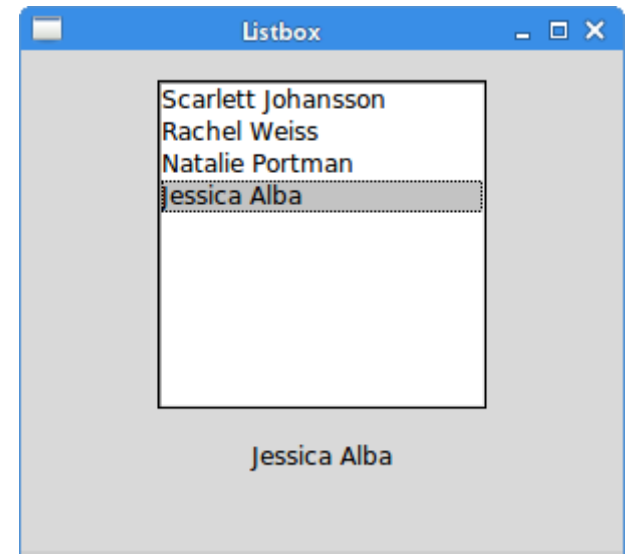 Listbox
Scarlett Johansson
Rachel Weiss
Natalie Portman
Jessica Alba
Jessica Alba